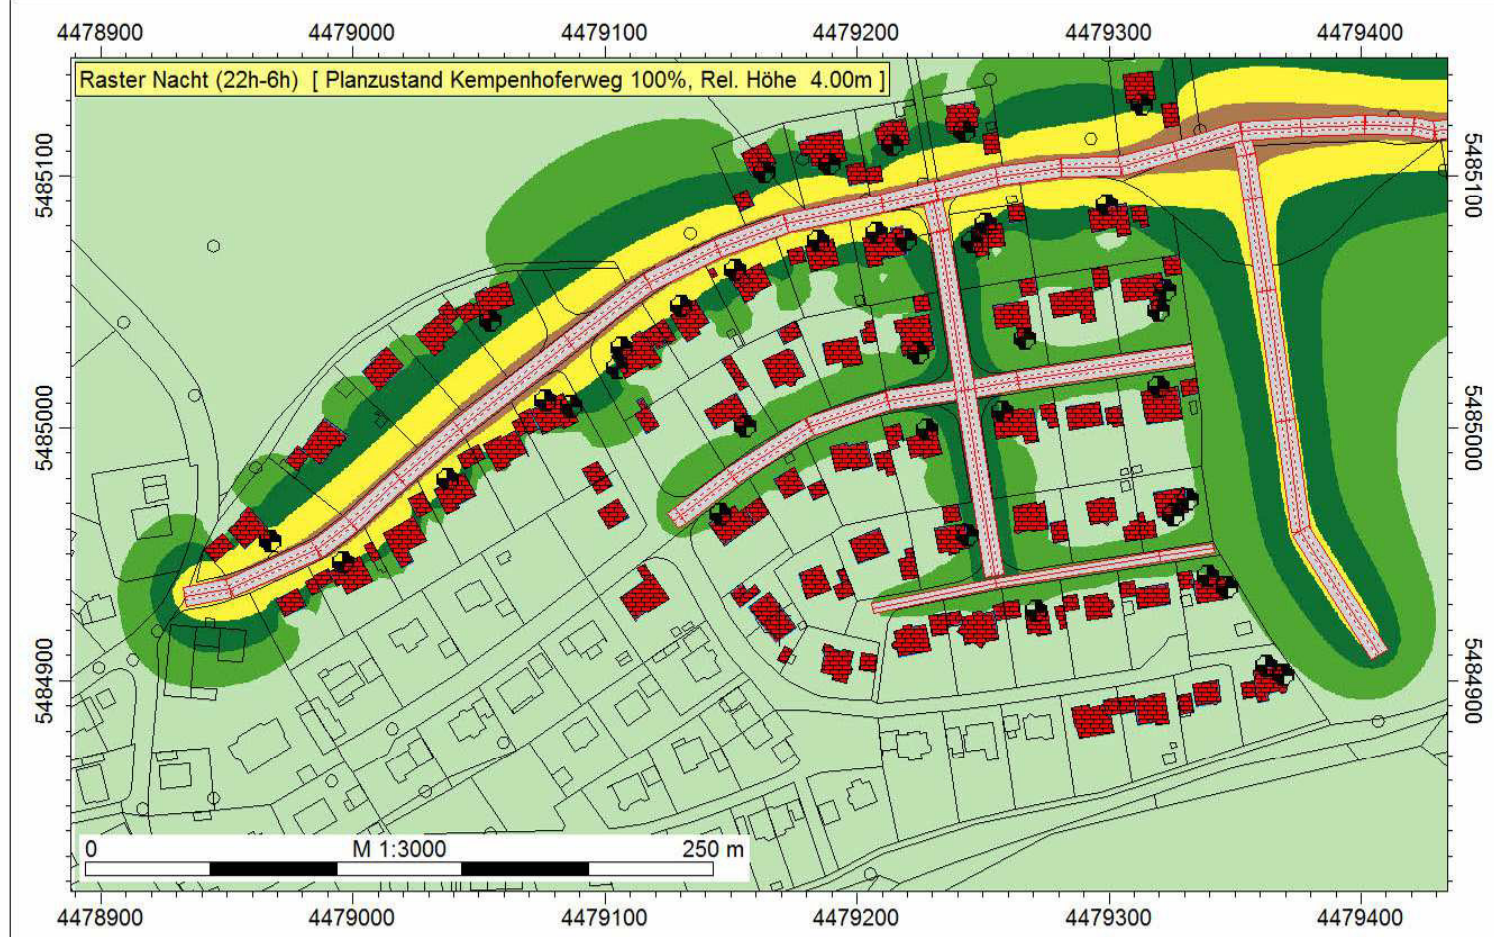 4478900 4479000 4479100 4479200 4479300 4479400
Raster Nacht (22h-6h) [ Planzustand Kempenhoferweg 100%, Rel. Höhe 4.00m ]
5485100 5485100
5485000 5485000
5484900 5484900
0 M 1:3000 250 m
4478900 4479000 4479100 4479200 4479300 4479400